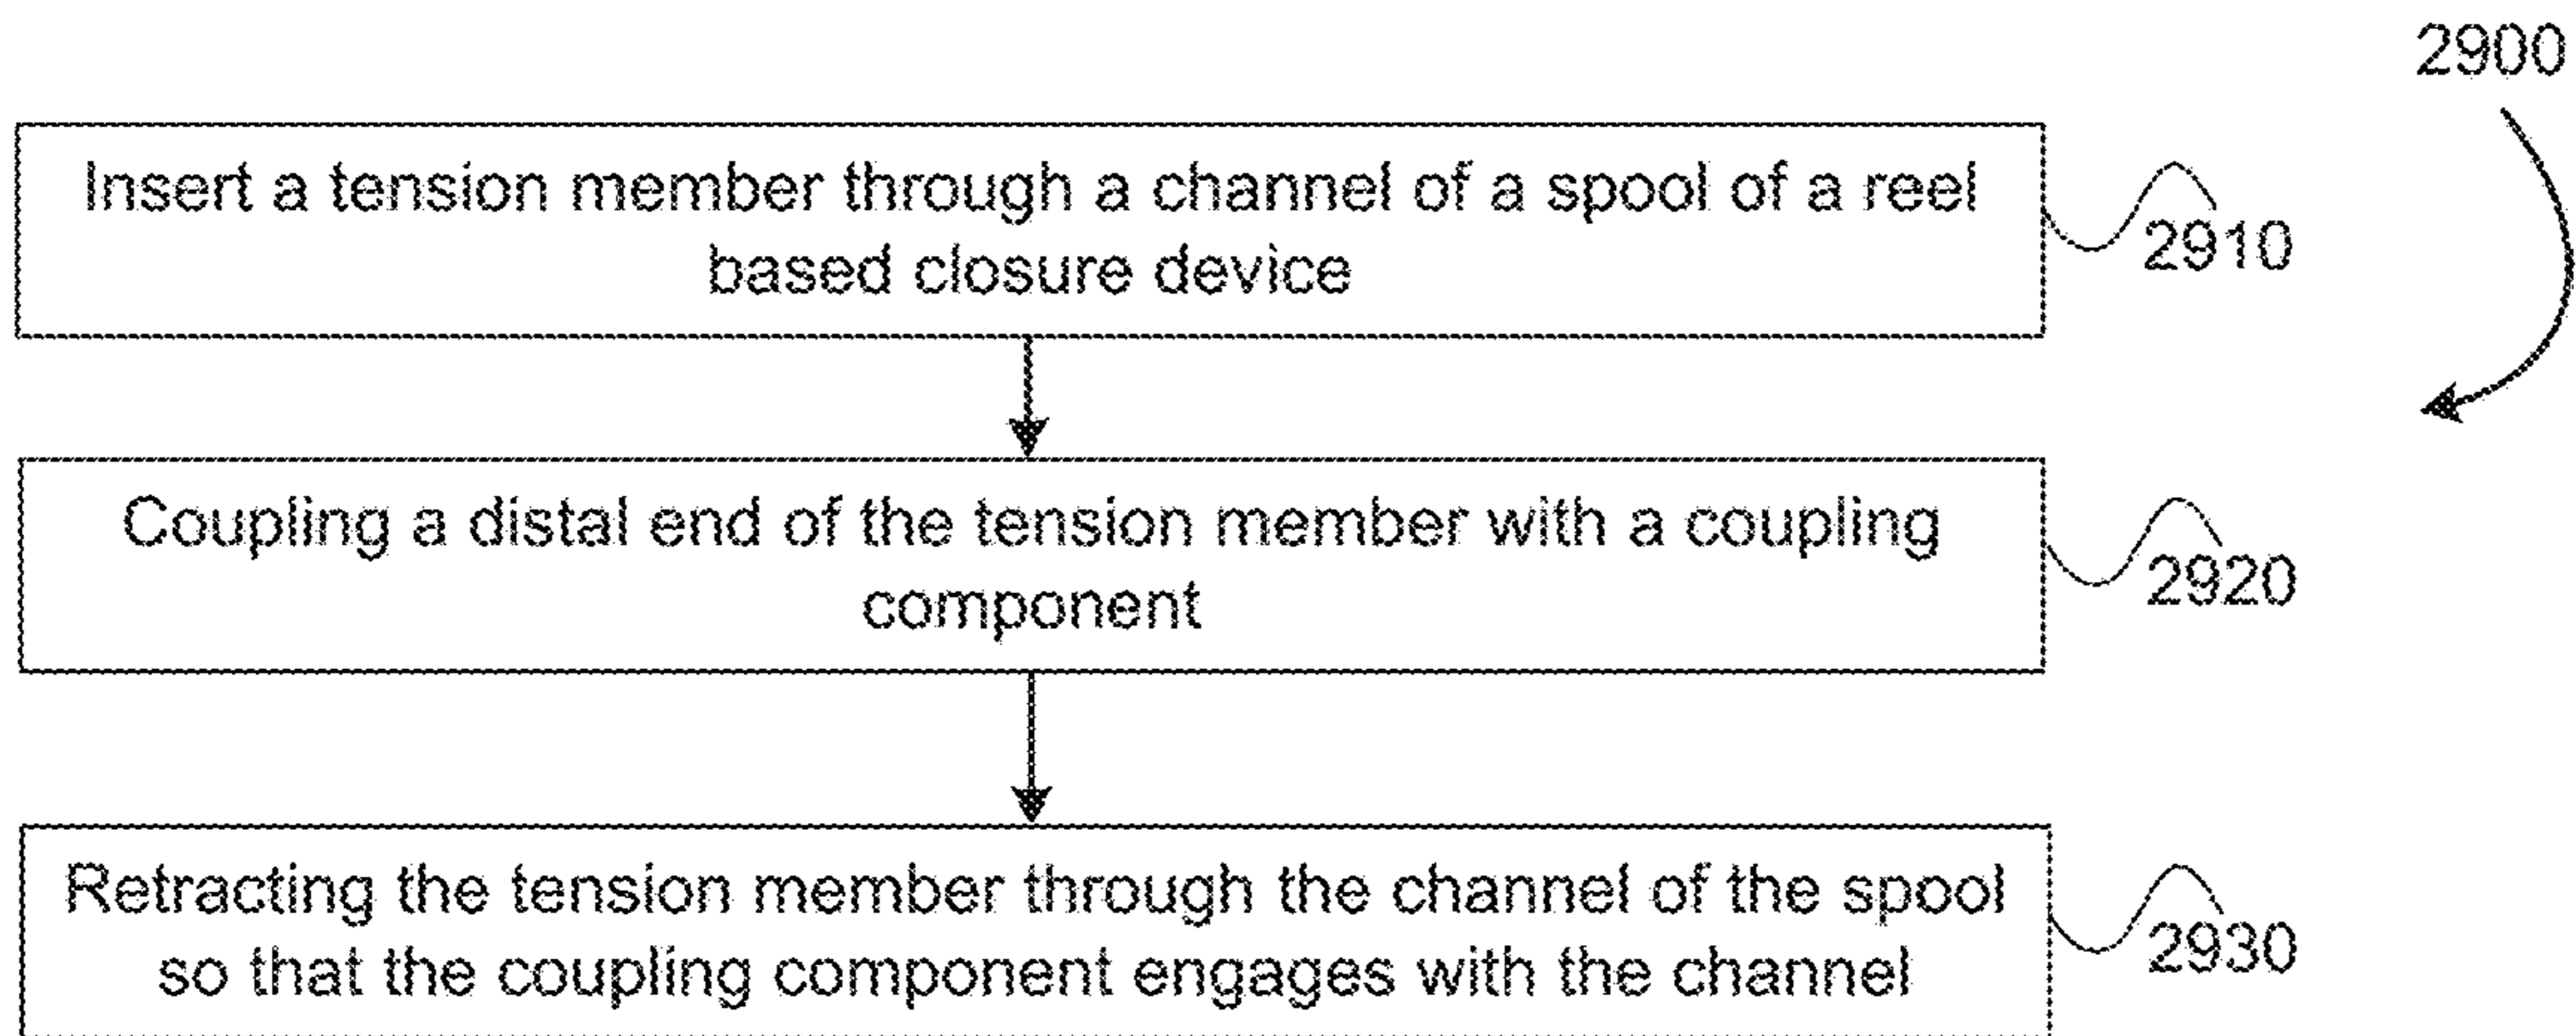 2900
Insert a tension member through a channel of a spool of a reel
based closure device
2910
Coupling a distal end of the tension member with a coupling
component
2920
Retracting the tension member through the channel of the spool
so that the coupling component engages with the channel
2930